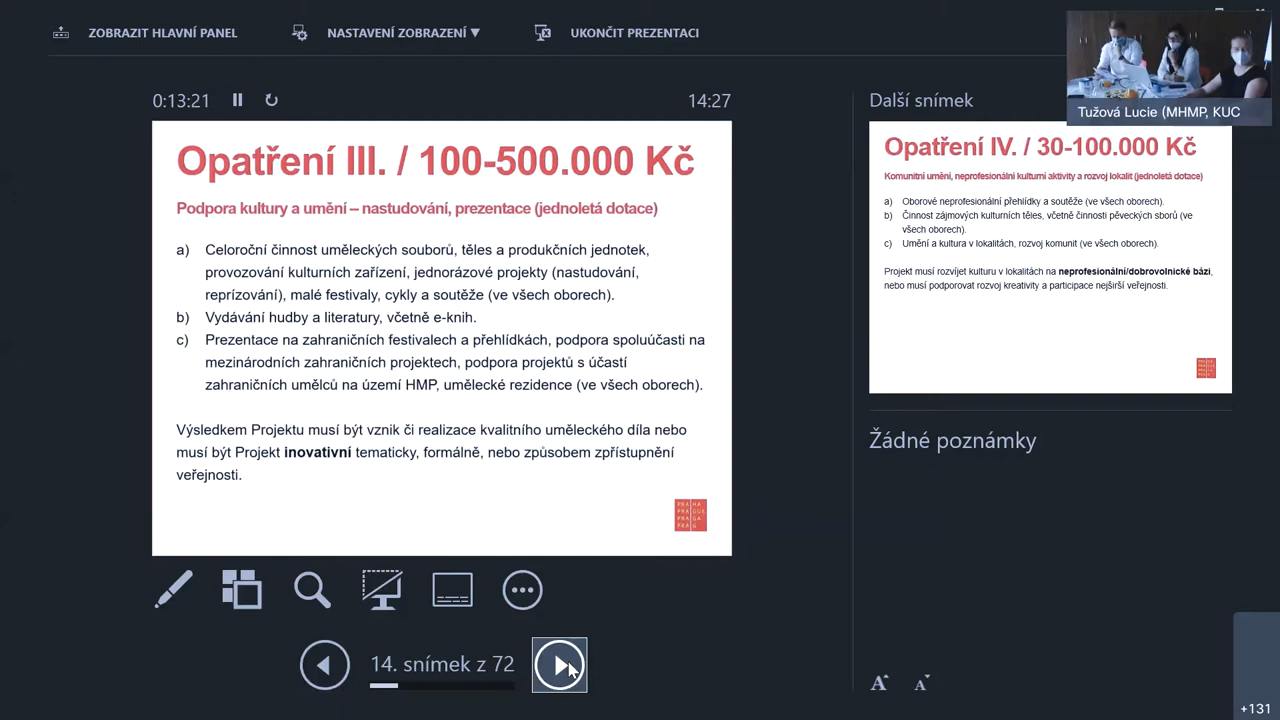 ZOBRAZIT HLAVNÍ PANEL
NASTAVENÍ ZOBRAZENÍ ▼
UKONČIT PREZENTACI
0:13:21
14:27
Další snímek
Tužová Lucie (MHMP, KUC
Opatření III. / 100-500.000 Kč
Podpora kultury a umění – nastudování, prezentace (jednoletá dotace)
a) Celoroční činnost uměleckých souborů, těles a produkčních jednotek,
provozování kulturních zařízení, jednorázové projekty (nastudování,
reprízování), malé festivaly, cykly a soutěže (ve všech oborech).
b) Vydávání hudby a literatury, včetně e-knih.
c) Prezentace na zahraničních festivalech a přehlídkách, podpora spoluúčasti na
mezinárodních zahraničních projektech, podpora projektů s účastí
zahraničních umělců na území HMP, umělecké rezidence (ve všech oborech).
Výsledkem Projektu musí být vznik či realizace kvalitního uměleckého díla nebo
musí být Projekt inovativní tematicky, formálně, nebo způsobem zpřístupnění
veřejnosti.
PRA HA
PRA GUE
PRA GA
PRA G
Opatření IV. / 30-100.000 Kč
Komunitní umění, neprofesionální kulturní aktivity a rozvoj lokalit (jednoletá dotace)
a) Oborové neprofesionální přehlídky a soutěže (ve všech oborech).
b) Činnost zájmových kulturních těles, včetně činnosti pěveckých sborů (ve
všech oborech).
c) Umění a kultura v lokalitách, rozvoj komunit (ve všech oborech).
Projekt musí rozvíjet kulturu v lokalitách na neprofesionální/dobrovolnické bázi,
nebo musí podporovat rozvoj kreativity a participace nejširší veřejnosti.
Žádné poznámky
14. snímek z 72
A A
+131